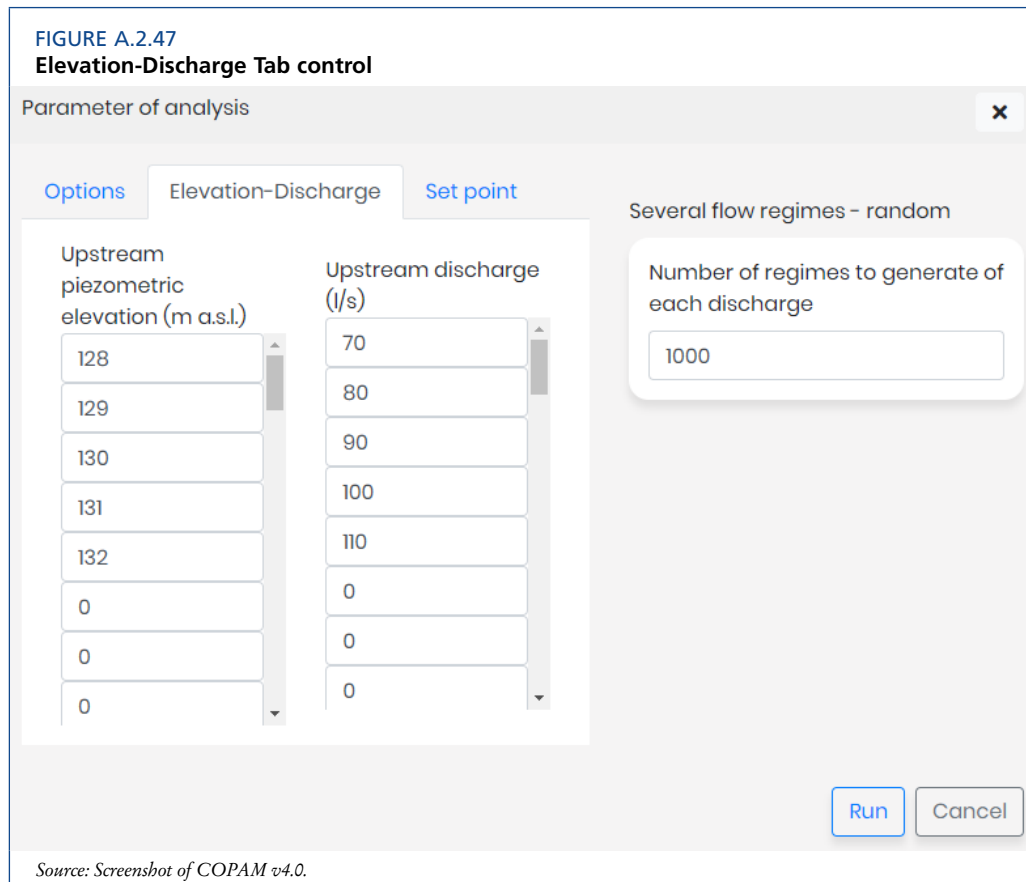 FIGURE A.2.47
Elevation-Discharge Tab control
Parameter of analysis
×
Options
Elevation-Discharge
Set point
Upstream
piezometric
elevation (m a.s.l.)
128
129
130
131
132
0
0
0
Upstream discharge
(l/s)
70
80
90
100
110
0
0
0
Several flow regimes - random
Number of regimes to generate of
each discharge
1000
Run
Cancel
Source: Screenshot of COPAM v4.0.